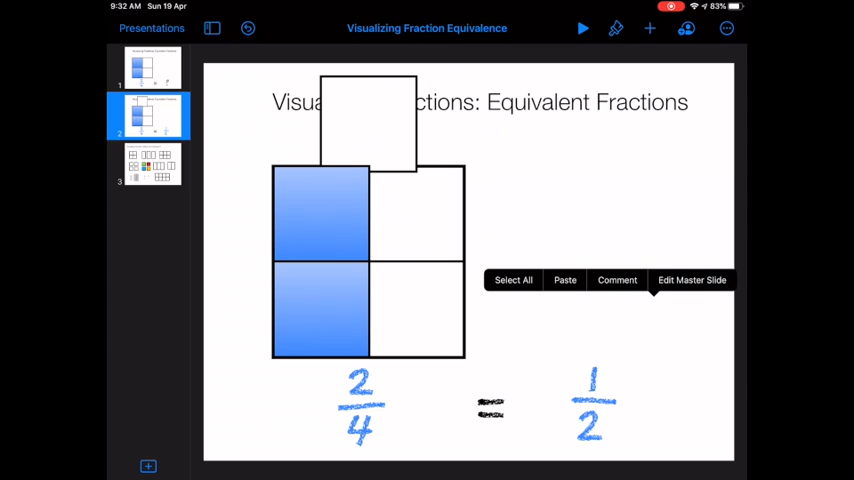 9:32 AM Sun 19 Apr
83%
Presentations
Visualizing Fraction Equivalence
Visua ctions: Equivalent Fractions
Select All Paste Comment Edit Master Slide
2/4 = 1/2
1
2
3